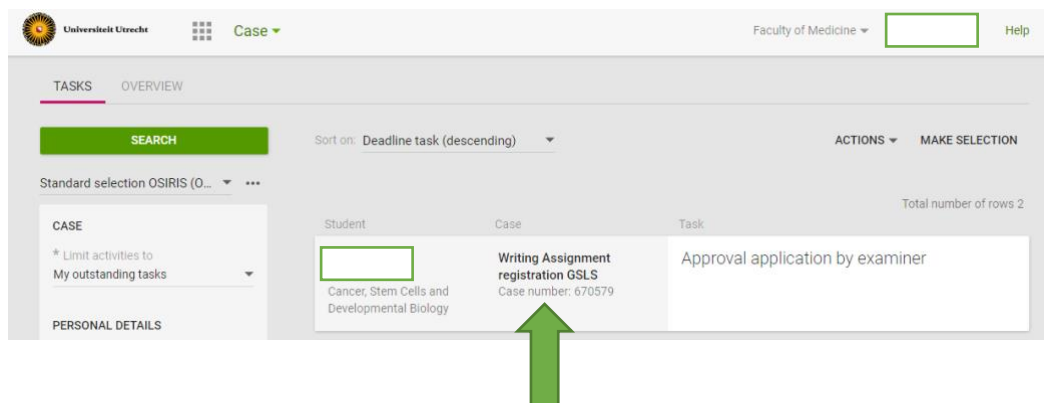 Universiteit Utrecht
Case
Faculty of Medicine
Help
TASKS
OVERVIEW
SEARCH
Sort on: Deadline task (descending)
ACTIONS
MAKE SELECTION
Standard selection OSIRIS (O... •••
Total number of rows 2
CASE
Student
Case
Task
* Limit activities to
My outstanding tasks
Cancer, Stem Cells and
Developmental Biology
Writing Assignment
registration GSLS
Case number: 670579
Approval application by examiner
PERSONAL DETAILS